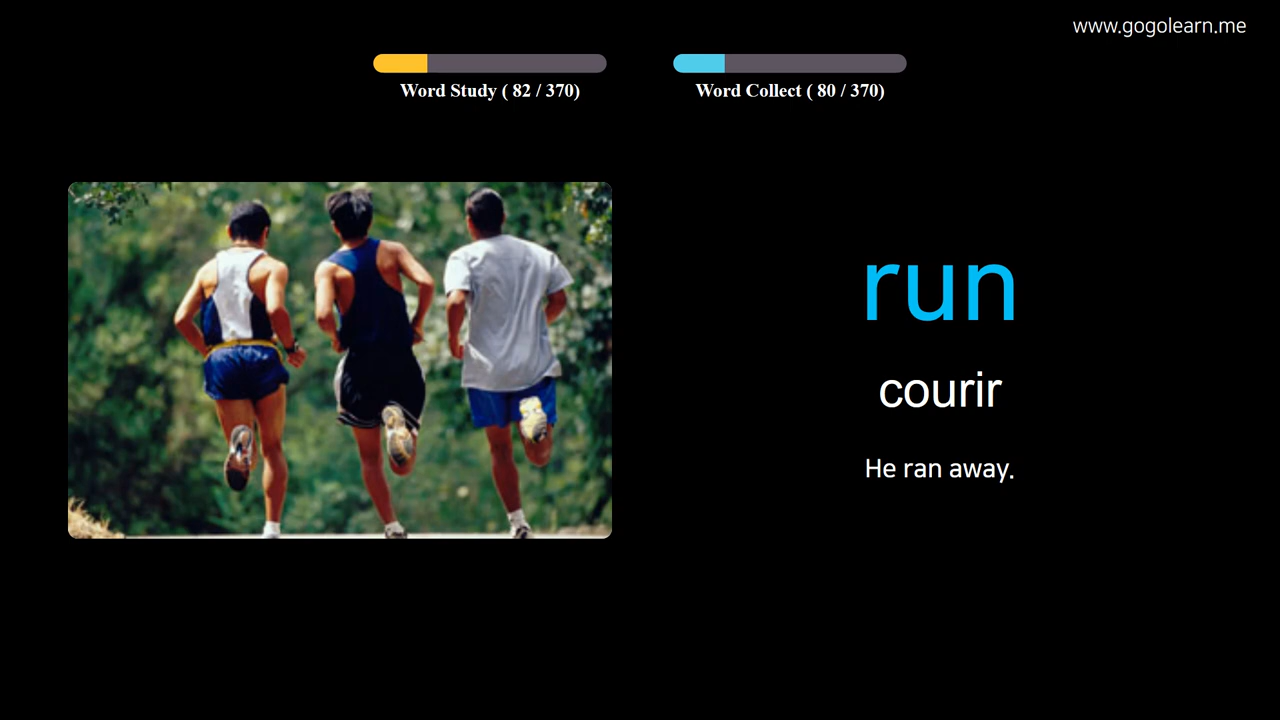 www.gogolearn.me
Word Study ( 82 / 370)
Word Collect ( 80 / 370)
run
courir
He ran away.